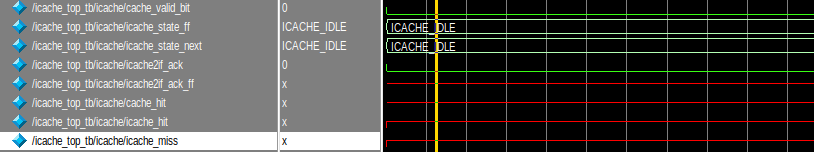 /icache_top_tb/icache/cache_valid_bit 0
/icache_top_tb/icache/icache_state_ff ICACHE_IDLE ICACHE_IDLE
/icache_top_tb/icache/icache_state_next ICACHE_IDLE ICACHE_IDLE
/icache_top_tb/icache/icache2if_ack 0
/icache_top_tb/icache/icache2if_ack_ff x
/icache_top_tb/icache/cache_hit x
/icache_top_tb/icache/icache_hit x
/icache_top_tb/icache/icache_miss x